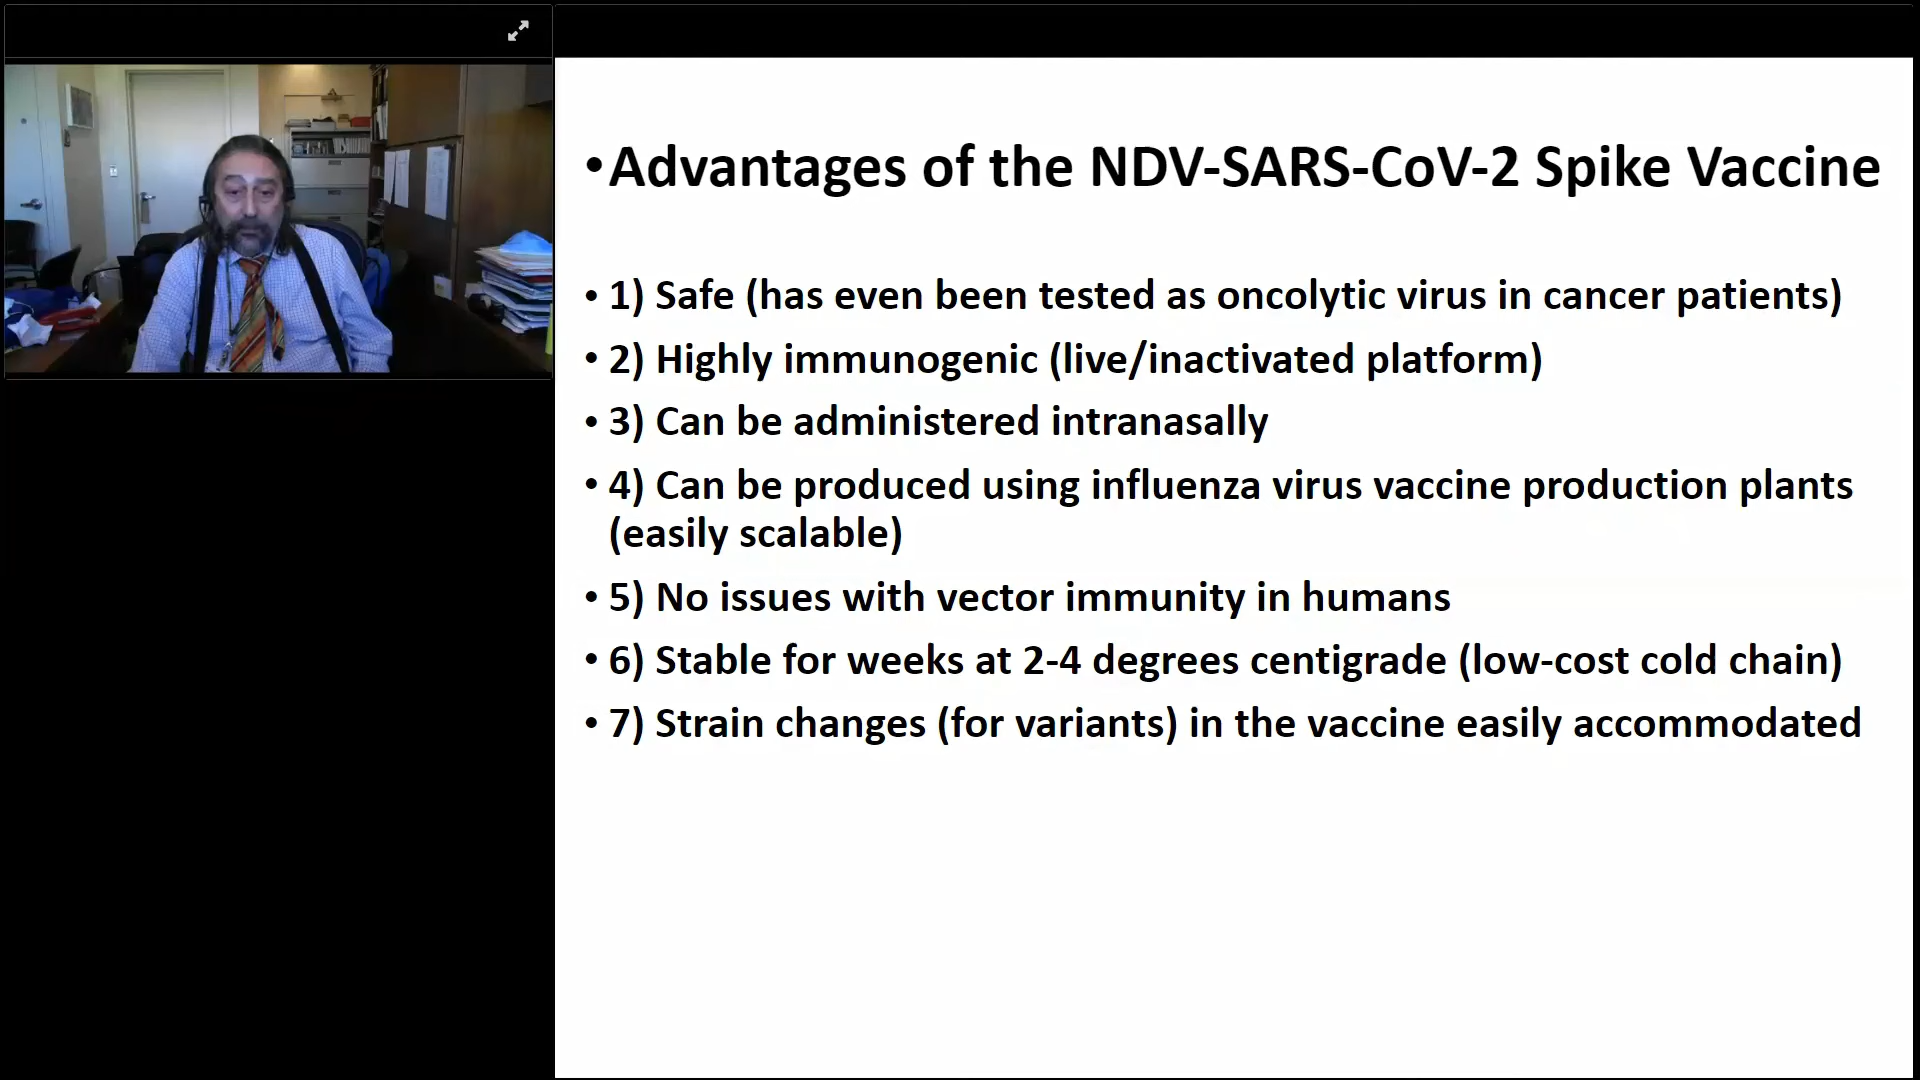 •Advantages of the NDV-SARS-CoV-2 Spike Vaccine
• 1) Safe (has even been tested as oncolytic virus in cancer patients)
• 2) Highly immunogenic (live/inactivated platform)
• 3) Can be administered intranasally
• 4) Can be produced using influenza virus vaccine production plants
(easily scalable)
• 5) No issues with vector immunity in humans
• 6) Stable for weeks at 2-4 degrees centigrade (low-cost cold chain)
• 7) Strain changes (for variants) in the vaccine easily accommodated